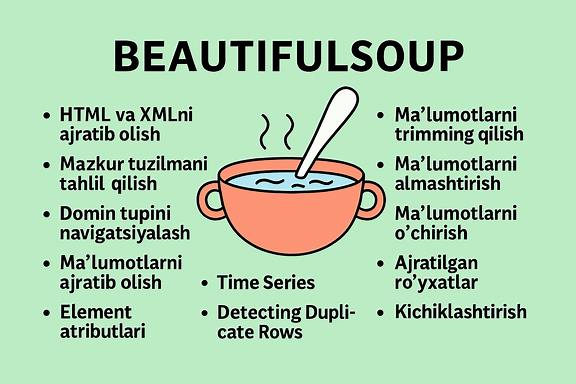 BEAUTIFULSOUP
• HTML va XMLni
ajratib olish
• Mazkur tuzilmani
tahlil qilish
• Domin tupini
navigatsiyalash
• Ma’lumotlarni
ajratib olish
• Element
atributlari
• Time Series
• Detecting Dupli-
cate Rows
• Ma’lumotlarni
trimming qilish
• Ma’lumotlarni
almashtirish
Ma’lumotlarni
o’chirish
• Ajratilgan
ro’yxatlar
• Kichiklashtirish